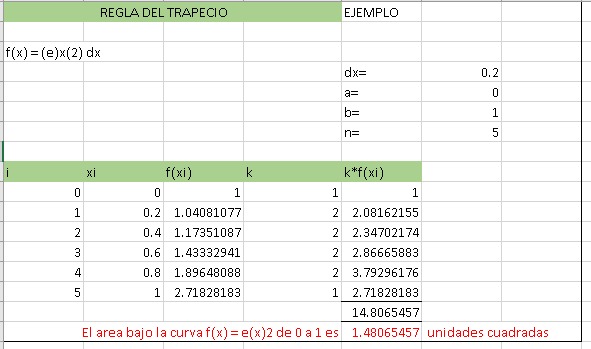 REGLA DEL TRAPECIO EJEMPLO
f(x) = (e)x(2) dx
dx= 0.2
a= 0
b= 1
n= 5
i xi f(xi) k k*f(xi)
0 0 1 1 1
1 0.2 1.04081077 2 2.08162155
2 0.4 1.17351087 2 2.34702174
3 0.6 1.43332941 2 2.86665883
4 0.8 1.89648088 2 3.79296176
5 1 2.71828183 1 2.71828183
14.8065457
El area bajo la curva f(x) = e(x)2 de 0 a 1 es 1.48065457 unidades cuadradas